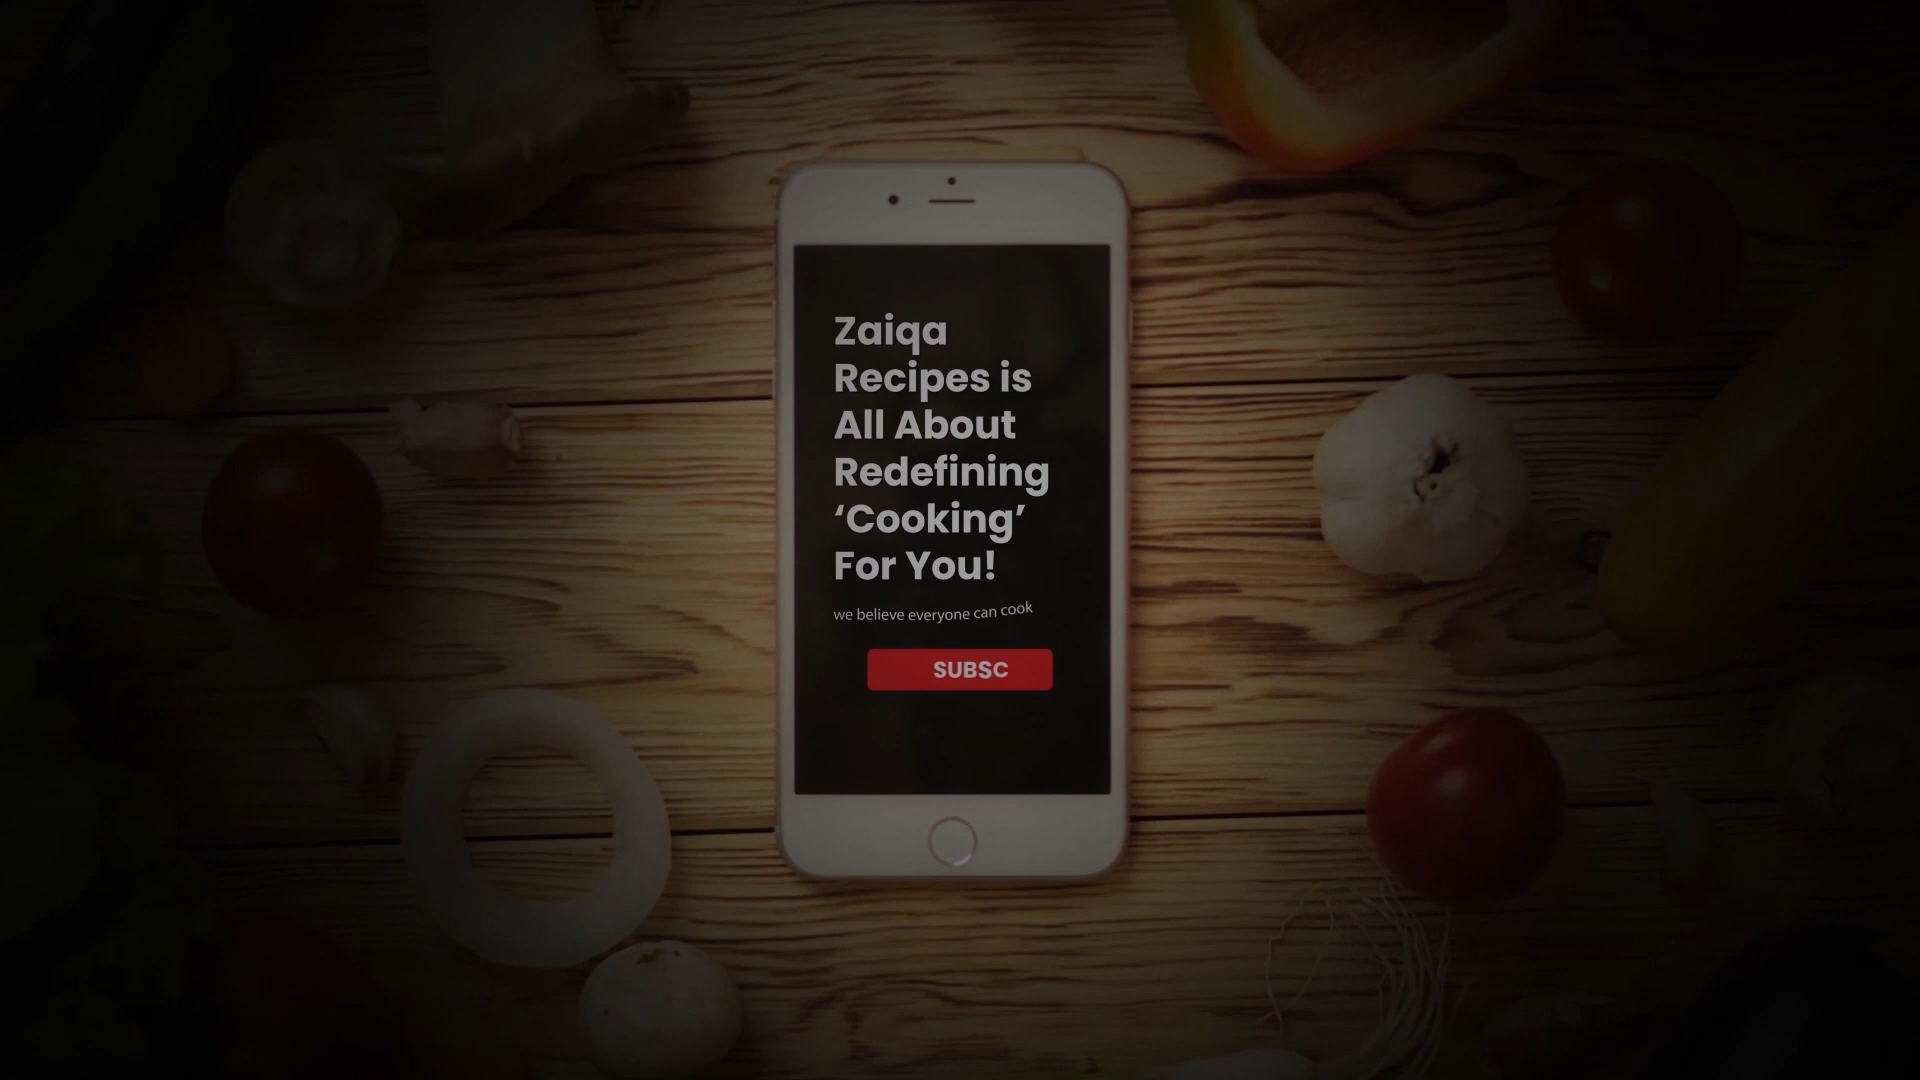 Zaiqa
Recipes is
All About
Redefining
‘Cooking’
For You!
we believe everyone can cook
SUBSC